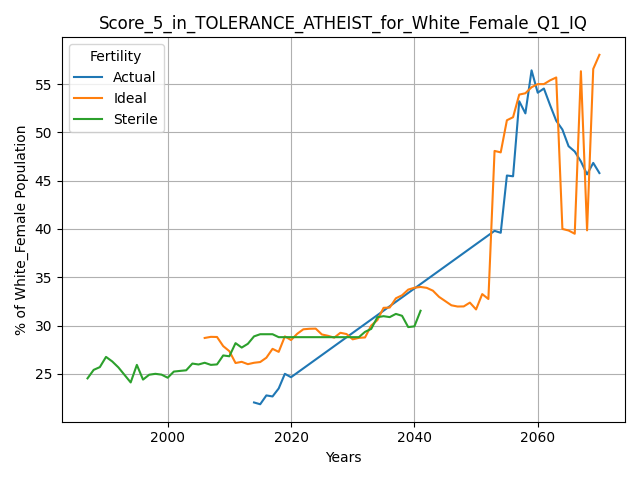 Score_5_in_TOLERANCE_ATHEIST_for_White_Female_Q1_IQ
Fertility
Actual
Ideal
Sterile
% of White_Female Population
55
50
45
40
35
30
25
2000
2020
2040
2060
Years